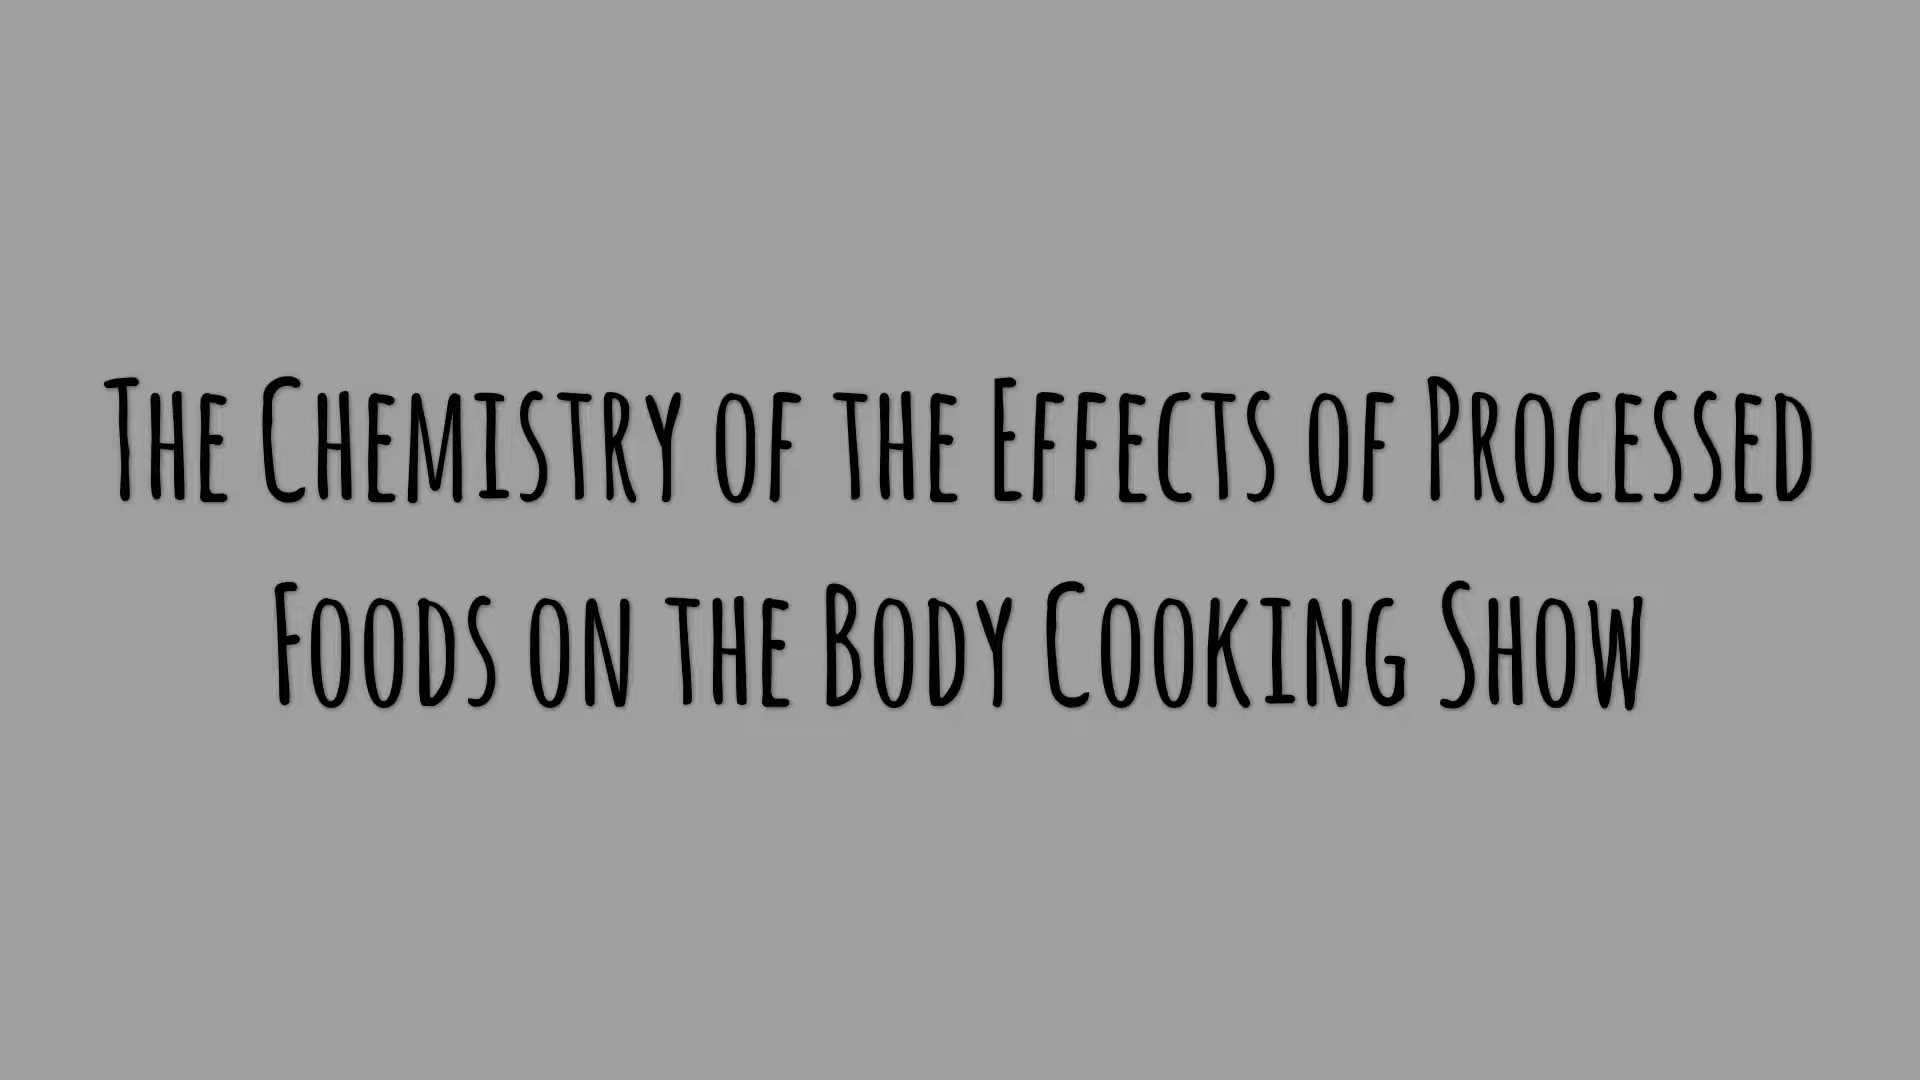 The Chemistry of the Effects of Processed
Foods on the Body Cooking Show